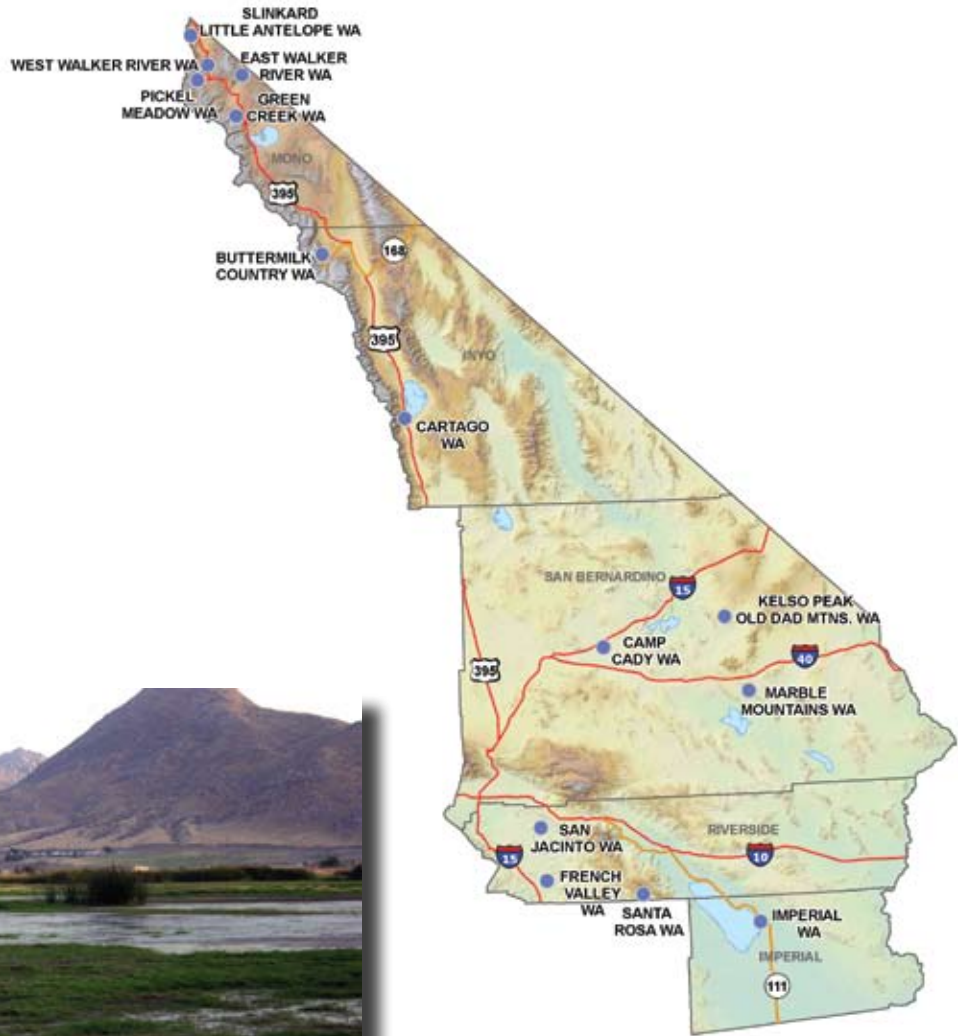 SLINKARD
LITTLE ANTELOPE WA
WEST WALKER RIVER WA
EAST WALKER
RIVER WA
PICKEL
MEADOW WA
GREEN
CREEK WA
MONO
395
BUTTERMILK
COUNTRY WA
168
395
INYO
CARTAGO
WA
SAN BERNARDINO
15
KELSO PEAK
OLD DAD MTNS. WA
CAMP
CADY WA
40
395
MARBLE
MOUNTAINS WA
SAN
JACINTO WA
RIVERSIDE
15
10
FRENCH
VALLEY
WA
SANTA
ROSA WA
IMPERIAL
WA
IMPERIAL
111